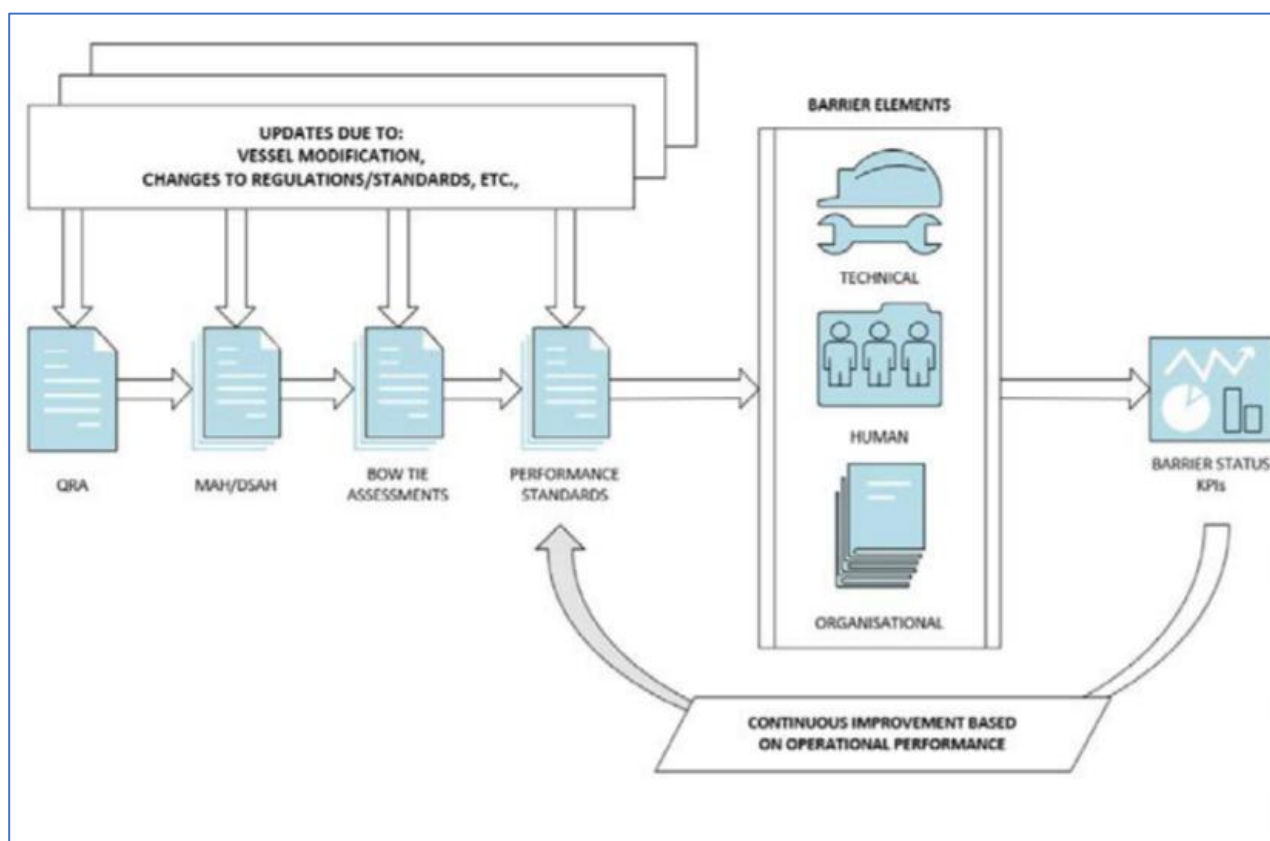 UPDATES DUE TO:
VESSEL MODIFICATION,
CHANGES TO REGULATIONS/STANDARDS, ETC.,
BARRIER ELEMENTS
TECHNICAL
HUMAN
ORGANISATIONAL
QRA
MAH/DSAH
BOW TIE
ASSESSMENTS
PERFORMANCE
STANDARDS
BARRIER STATUS
KPIs
CONTINUOUS IMPROVEMENT BASED
ON OPERATIONAL PERFORMANCE